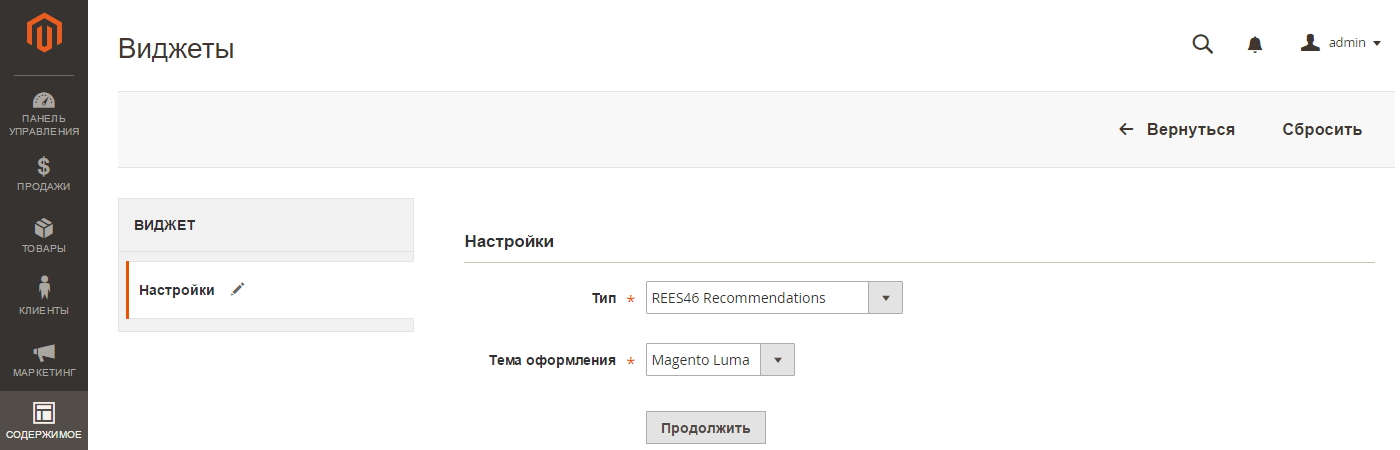 Виджеты
admin
ПАНЕЛЬ
УПРАВЛЕНИЯ
ПРОДАЖИ
ТОВАРЫ
КЛИЕНТЫ
МАРКЕТИНГ
СОДЕРЖИМОЕ
Вернуться Сбросить
ВИДЖЕТ
Настройки
Настройки
Тип * REES46 Recommendations
Тема оформления * Magento Luma
Продолжить